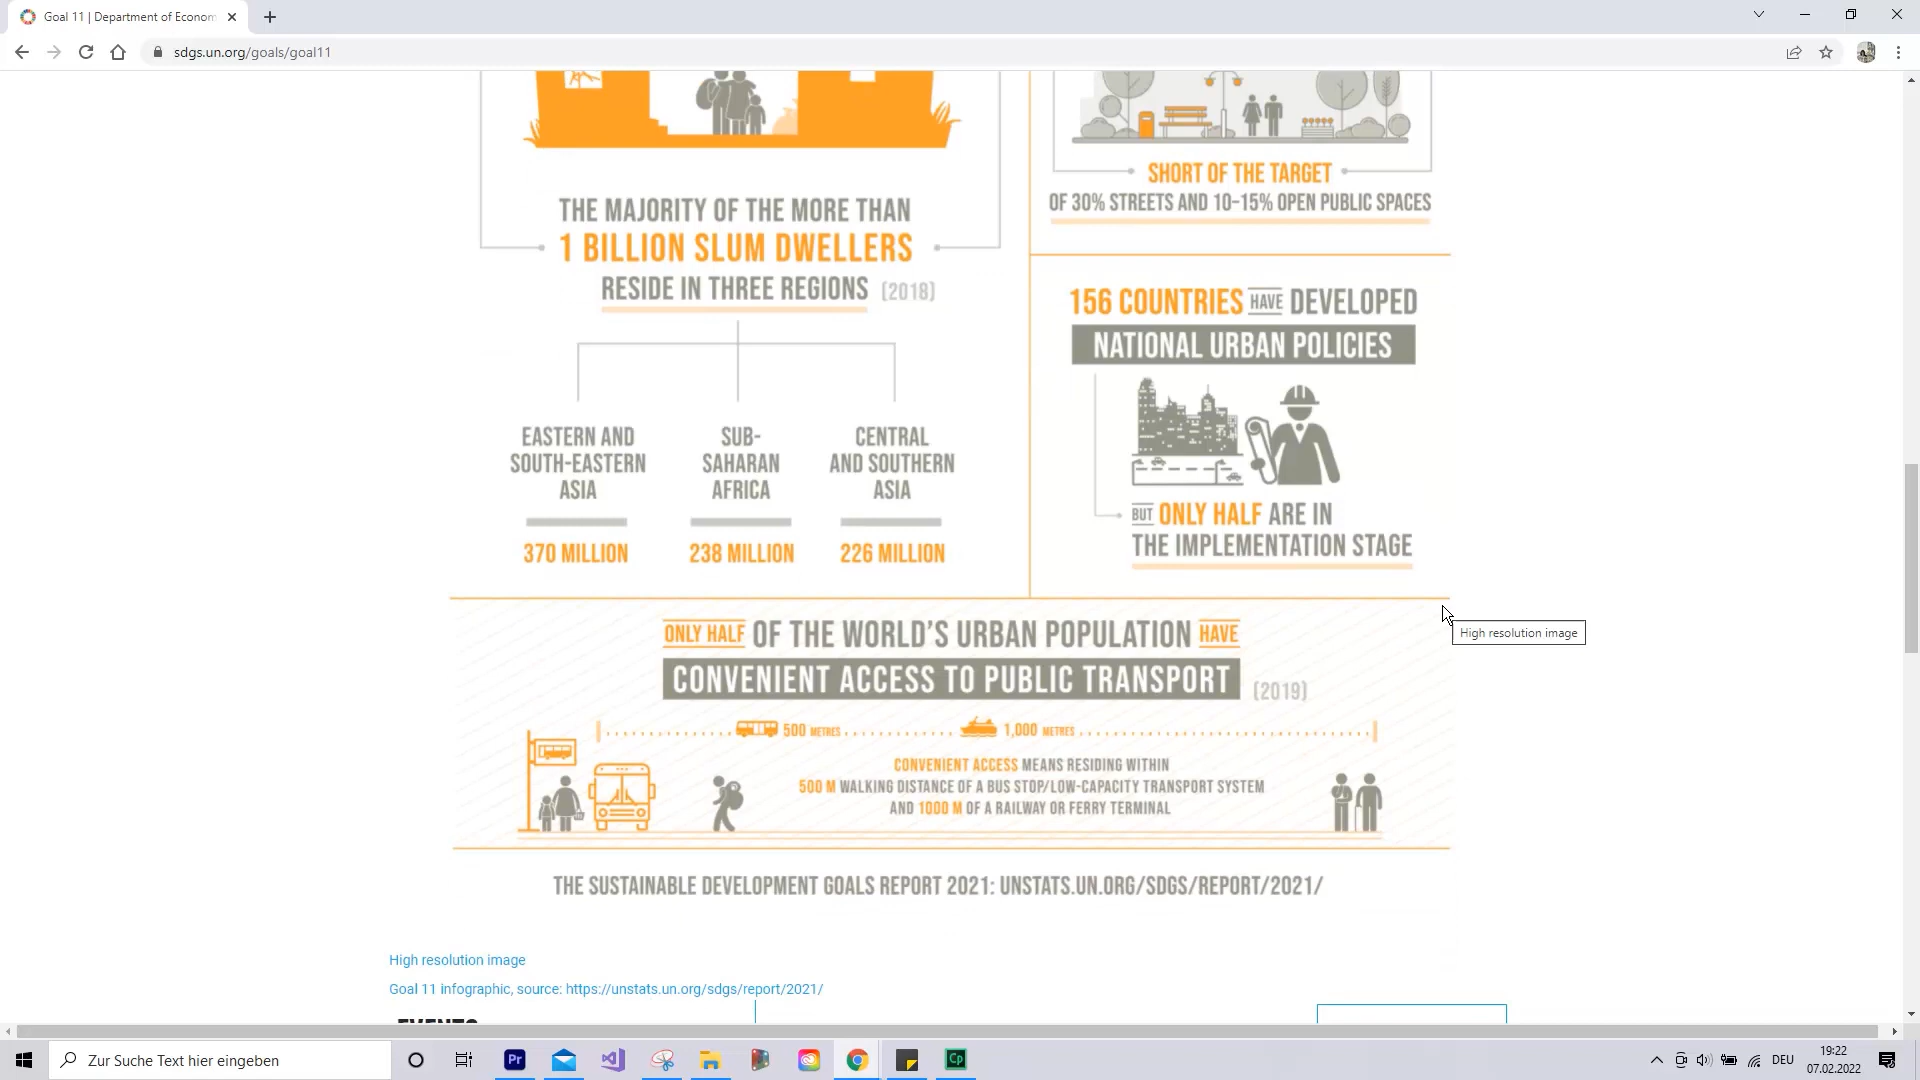 Goal 11 | Department of Econom
sdgs.un.org/goals/goal11
THE MAJORITY OF THE MORE THAN
1 BILLION SLUM DWELLERS
RESIDE IN THREE REGIONS (2018)
EASTERN AND
SOUTH-EASTERN
ASIA
370 MILLION
SUB-
SAHARAN
AFRICA
238 MILLION
CENTRAL
AND SOUTHERN
ASIA
226 MILLION
SHORT OF THE TARGET
OF 30% STREETS AND 10-15% OPEN PUBLIC SPACES
156 COUNTRIES HAVE DEVELOPED
NATIONAL URBAN POLICIES
BUT ONLY HALF ARE IN
THE IMPLEMENTATION STAGE
High resolution image
ONLY HALF OF THE WORLD'S URBAN POPULATION HAVE
CONVENIENT ACCESS TO PUBLIC TRANSPORT (2019)
500 METRES 1,000 METRES
CONVENIENT ACCESS MEANS RESIDING WITHIN
500 M WALKING DISTANCE OF A BUS STOP/LOW-CAPACITY TRANSPORT SYSTEM
AND 1000 M OF A RAILWAY OR FERRY TERMINAL
THE SUSTAINABLE DEVELOPMENT GOALS REPORT 2021: UNSTATS.UN.ORG/SDGS/REPORT/2021/
High resolution image
Goal 11 infographic, source: https://unstats.un.org/sdgs/report/2021/
EVENTS
Zur Suche Text hier eingeben
Pr
Cp
DEU
19:22
07.02.2022